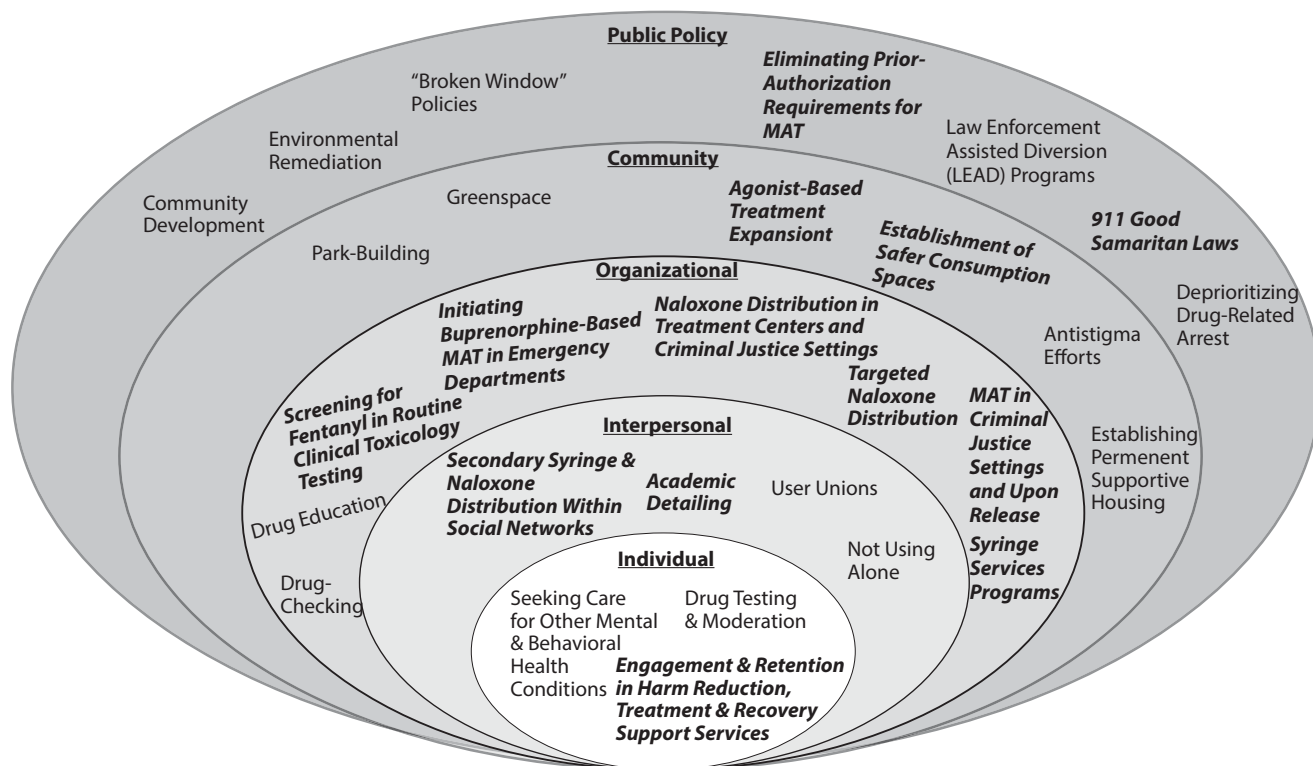 Public Policy
“Broken Window”
Policies
Eliminating Prior-
Authorization
Requirements for
MAT
Environmental
Remediation
Law Enforcement
Assisted Diversion
(LEAD) Programs
Community
Development
911 Good
Samaritan Laws
Deprioritizing
Drug-Related
Arrest
Community
Greenspace
Park-Building
Agonist-Based
Treatment
Expansiont
Establishment of
Safer Consumption
Spaces
Antistigma
Efforts
Establishing
Permenent
Supportive
Housing
Organizational
Initiating
Buprenorphine-Based
MAT in Emergency
Departments
Naloxone Distribution in
Treatment Centers and
Criminal Justice Settings
Screening for
Fentanyl in Routine
Clinical Toxicology
Testing
Targeted
Naloxone
Distribution
MAT in
Criminal
Justice
Settings
and Upon
Release
Drug Education
Drug-
Checking
Syringe
Services
Programs
Interpersonal
Secondary Syringe &
Naloxone
Distribution Within
Social Networks
Academic
Detailing
User Unions
Not Using
Alone
Individual
Seeking Care
for Other Mental
& Behavioral
Health
Conditions
Drug Testing
& Moderation
Engagement & Retention
in Harm Reduction,
Treatment & Recovery
Support Services